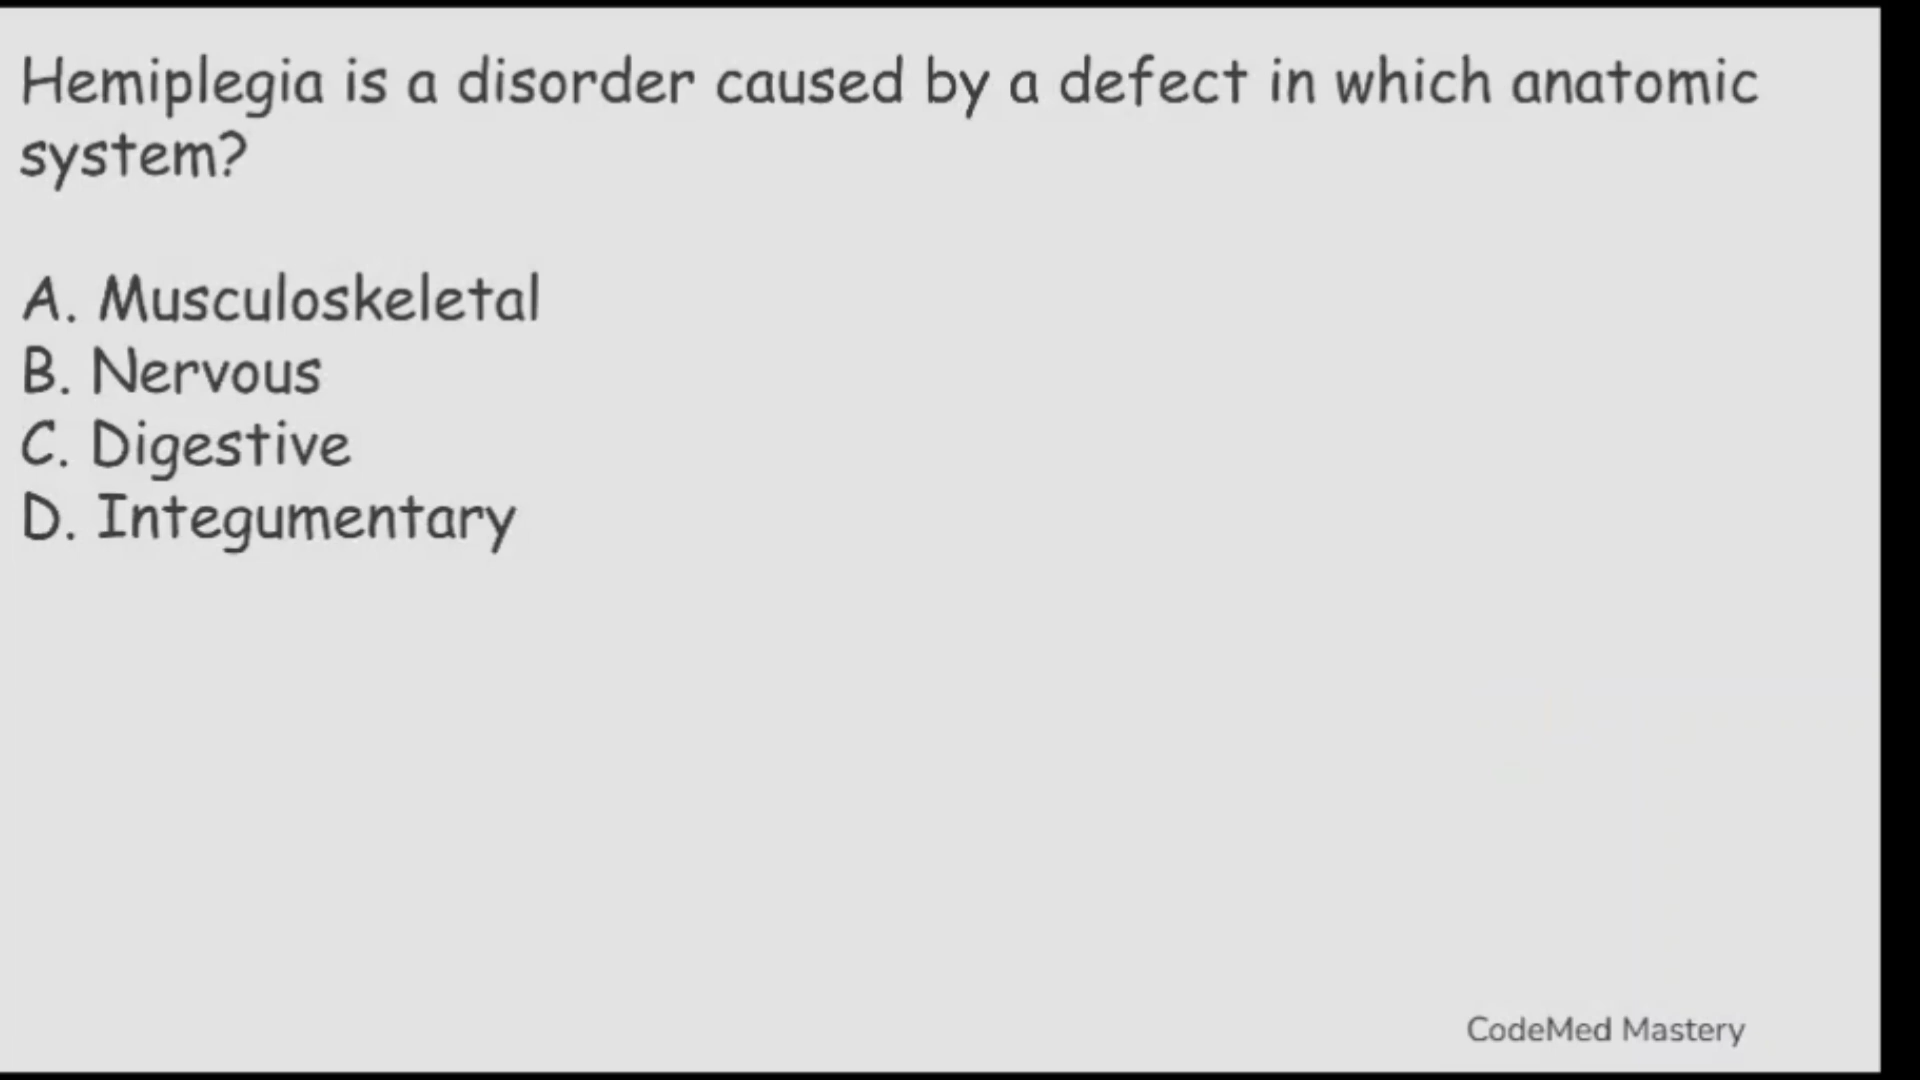 Hemiplegia is a disorder caused by a defect in which anatomic
system?
A. Musculoskeletal
B. Nervous
C. Digestive
D. Integumentary
CodeMed Mastery